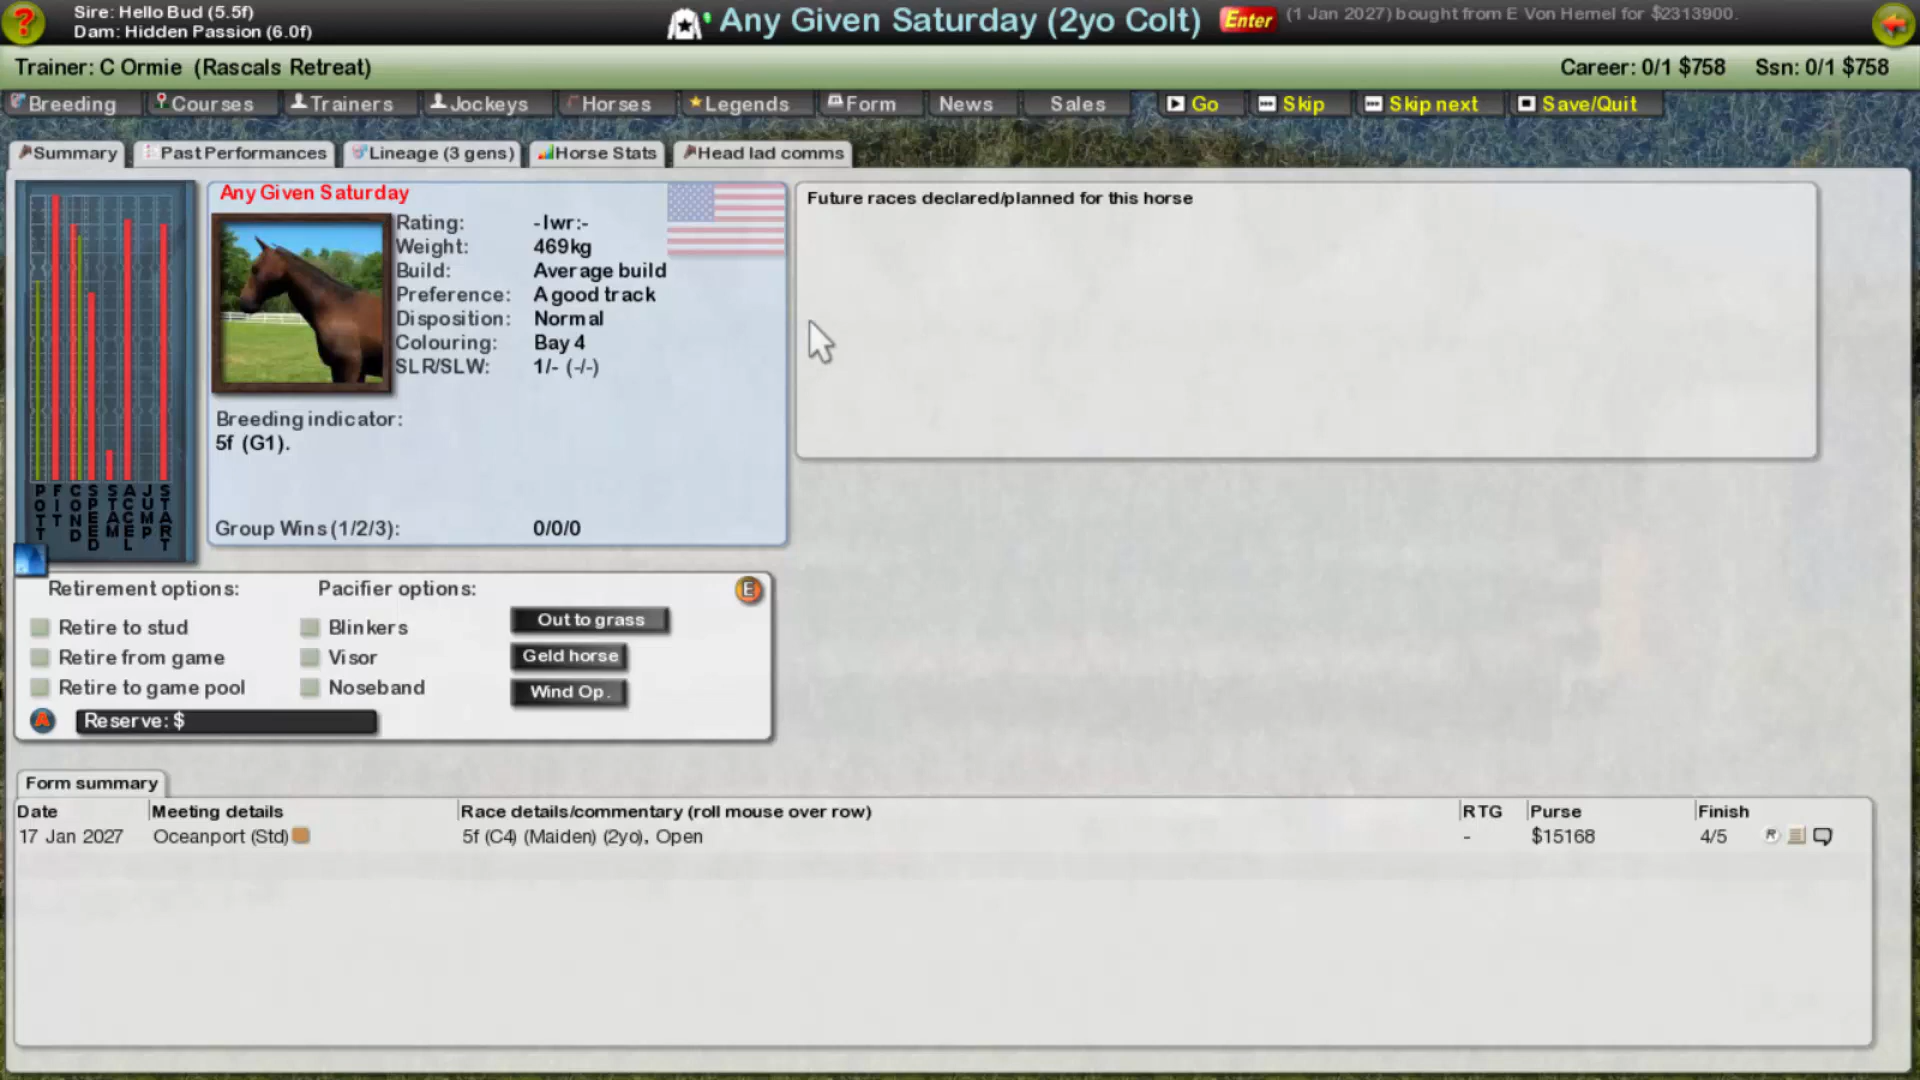 Sire: Hello Bud (5.5f)
Dam: Hidden Passion (6.0f)
Any Given Saturday (2yo Colt) Enter (1 Jan 2027) bought from E Von Hemel for $2313900.
Trainer: C Ormie (Rascals Retreat) Career: 0/1 $758 Ssn: 0/1 $758
Breeding Courses Trainers Jockeys Horses Legends Form News Sales Go Skip Skip next Save/Quit
Summary Past Performances Lineage (3 gens) Horse Stats Head lad comms
Any Given Saturday
Rating: -lwr:-
Weight: 469kg
Build: Average build
Preference: A good track
Disposition: Normal
Colouring: Bay 4
SLR/SLW: 1/- (-/-)
Breeding indicator:
5f (G1).
Group Wins (1/2/3): 0/0/0
POTT FIT COND SPEED STAM ACCEL JUMP START
Future races declared/planned for this horse
Retirement options: Pacifier options: E
Retire to stud Blinkers Out to grass
Retire from game Visor Geld horse
Retire to game pool Noseband Wind Op.
A Reserve: $
Form summary
Date Meeting details Race details/commentary (roll mouse over row) RTG Purse Finish
17 Jan 2027 Oceanport (Std) 5f (C4) (Maiden) (2yo), Open - $15168 4/5 R